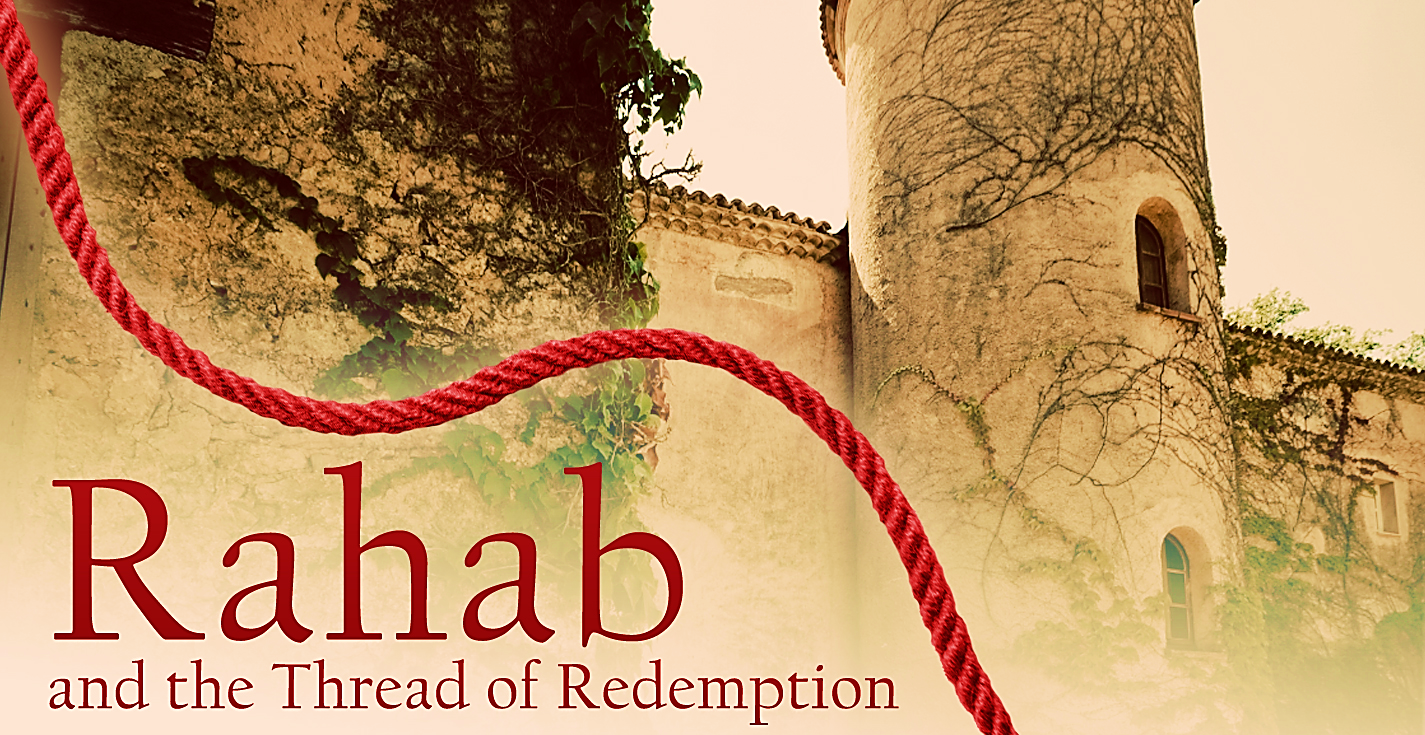 Rahab
and the Thread of Redemption